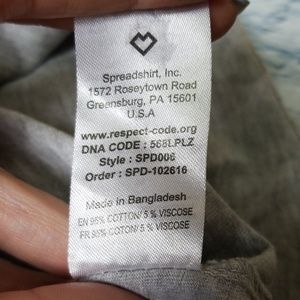 Spreadshirt, Inc.
1572 Roseytown Road
Greensburg, PA 15601
U.S.A
www.respect-code.org
DNA CODE : 568LPLZ
Style : SPD006
Order : SPD-102616
Made in Bangladesh
EN 95% COTTON/ 5 % VISCOSE
FR 95% COTON/ 5 % VISCOSE